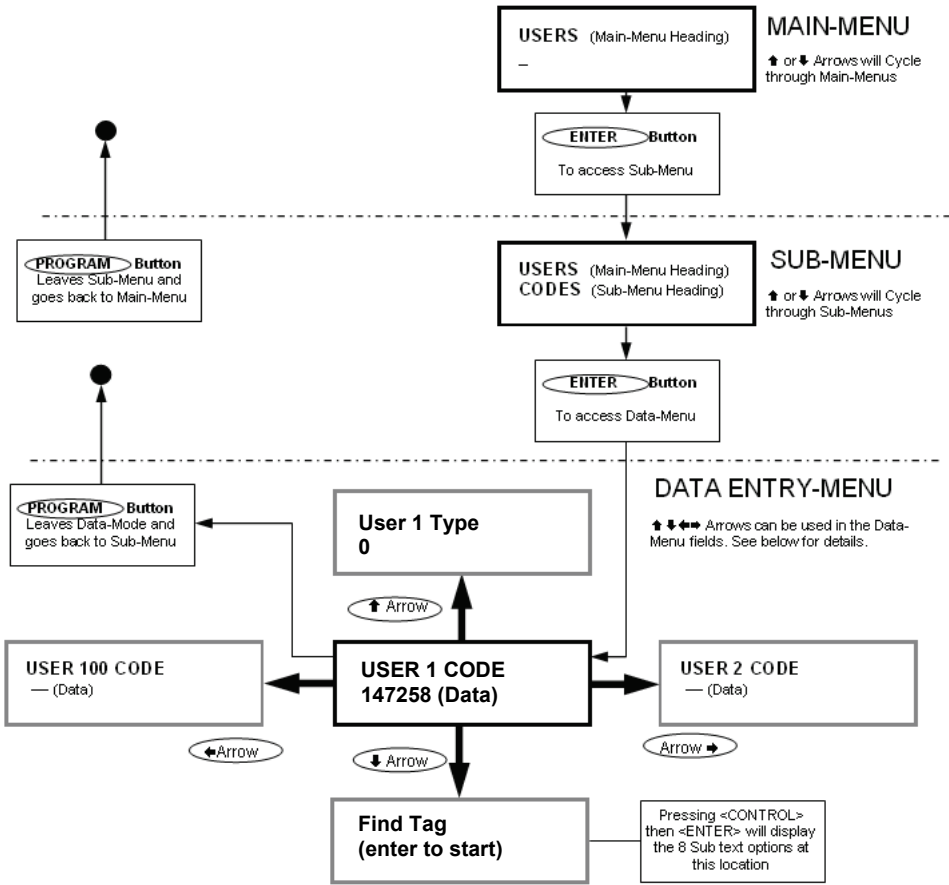 USERS (Main-Menu Heading)
_
MAIN-MENU
⬆ or ⬇ Arrows will Cycle
through Main-Menus
ENTER Button
To access Sub-Menu
PROGRAM Button
Leaves Sub-Menu and
goes back to Main-Menu
USERS (Main-Menu Heading)
CODES (Sub-Menu Heading)
SUB-MENU
⬆ or ⬇ Arrows will Cycle
through Sub-Menus
ENTER Button
To access Data-Menu
DATA ENTRY-MENU
⬆⬇⬅➡ Arrows can be used in the Data-
Menu fields. See below for details.
PROGRAM Button
Leaves Data-Mode and
goes back to Sub-Menu
User 1 Type
0
⬆ Arrow
USER 100 CODE
— (Data)
USER 1 CODE
147258 (Data)
USER 2 CODE
— (Data)
⬅Arrow
⬇ Arrow
Arrow ➡
Find Tag
(enter to start)
Pressing <CONTROL>
then <ENTER> will display
the 8 Sub text options at
this location